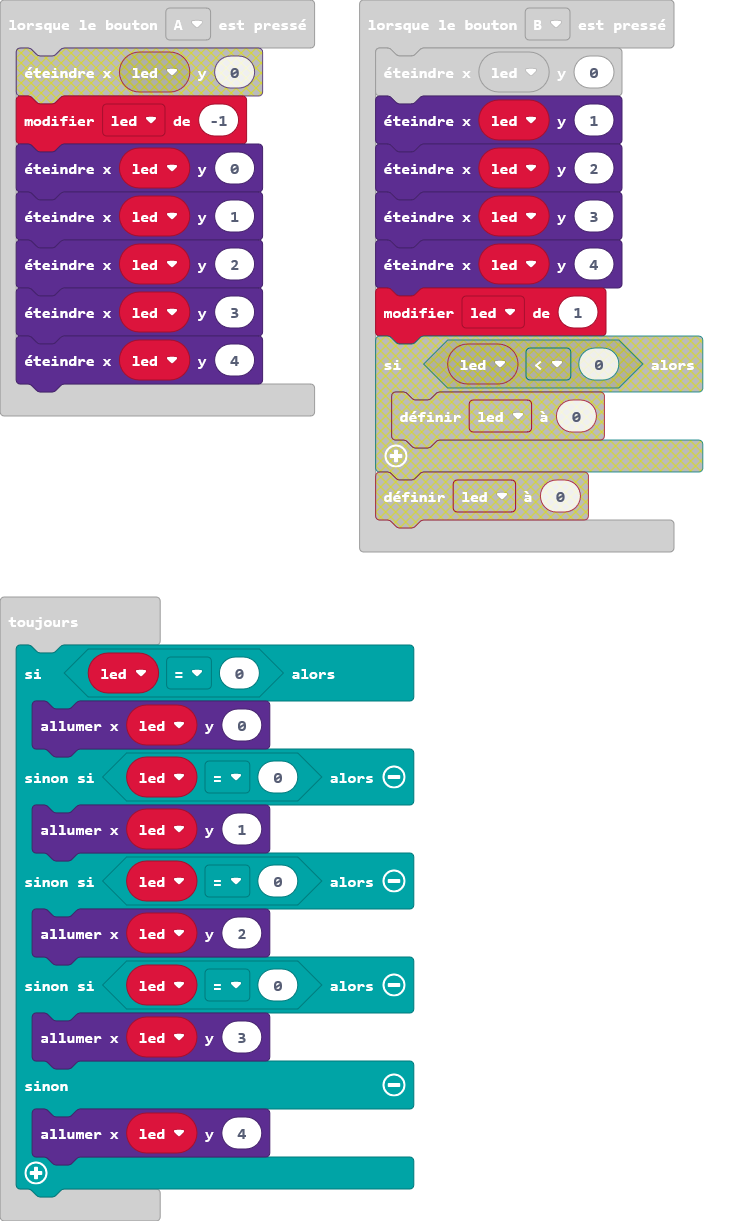 lorsque le bouton A est pressé
éteindre x led y 0
modifier led de -1
éteindre x led y 0
éteindre x led y 1
éteindre x led y 2
éteindre x led y 3
éteindre x led y 4
lorsque le bouton B est pressé
éteindre x led y 0
éteindre x led y 1
éteindre x led y 2
éteindre x led y 3
éteindre x led y 4
modifier led de 1
si led < 0 alors
définir led à 0
définir led à 0
toujours
si led = 0 alors
allumer x led y 0
sinon si led = 0 alors
allumer x led y 1
sinon si led = 0 alors
allumer x led y 2
sinon si led = 0 alors
allumer x led y 3
sinon
allumer x led y 4